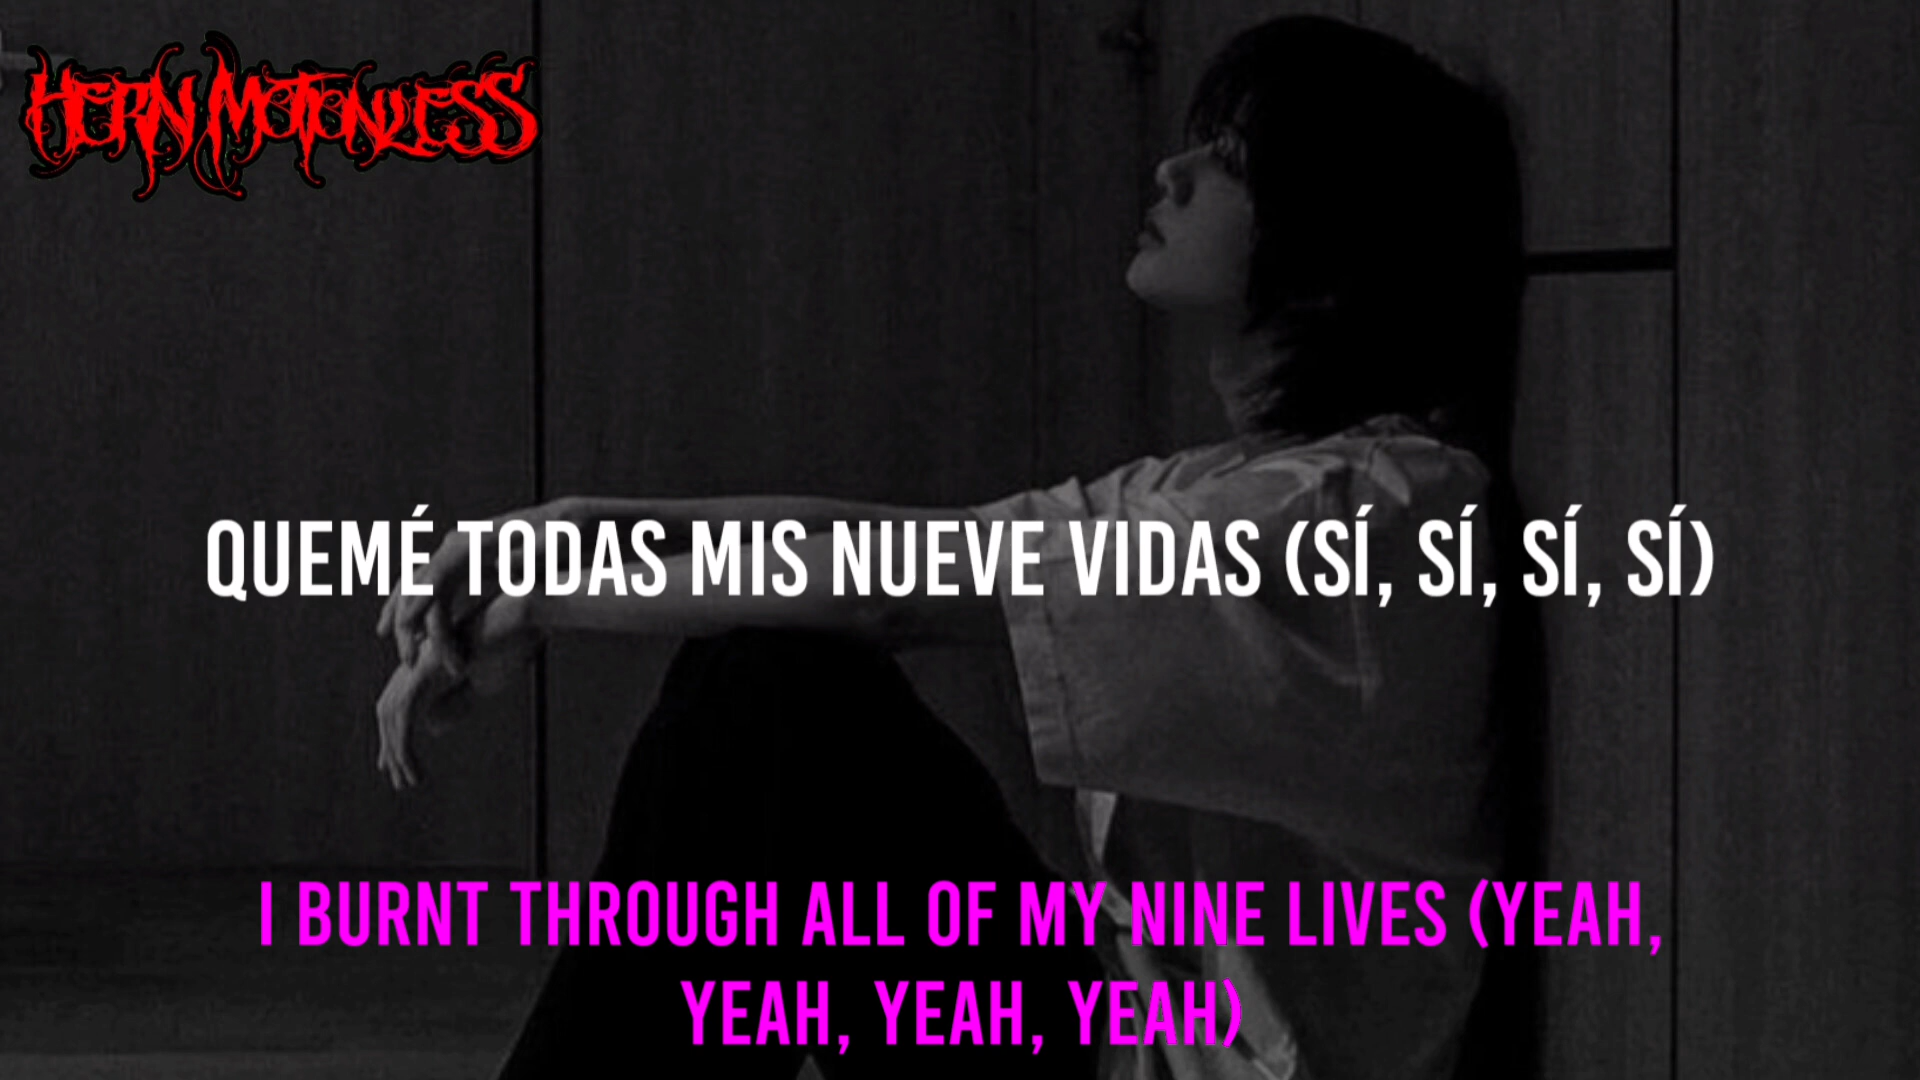 HERN MOTIONLESS
QUEMÉ TODAS MIS NUEVE VIDAS (SÍ, SÍ, SÍ, SÍ)
I BURNT THROUGH ALL OF MY NINE LIVES (YEAH,
YEAH, YEAH, YEAH)